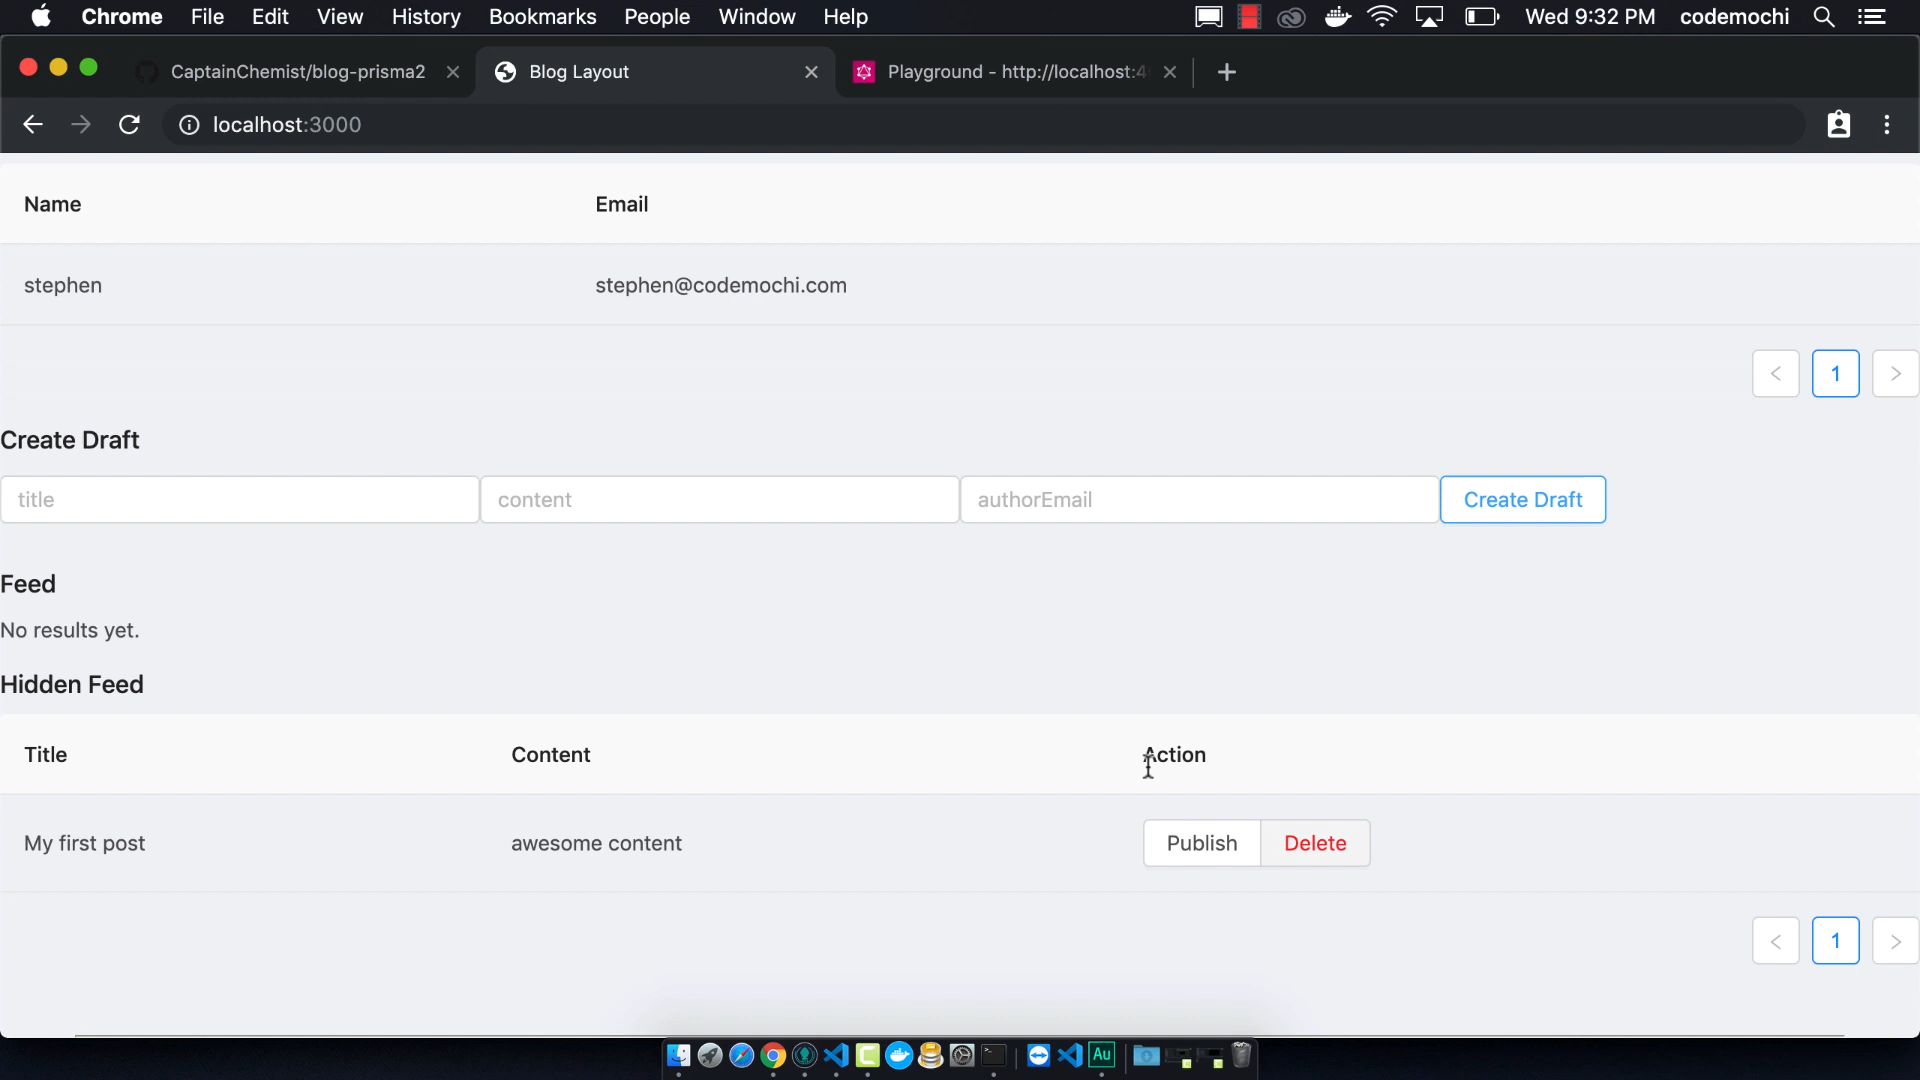 Chrome File Edit View History Bookmarks People Window Help Wed 9:32 PM codemochi
CaptainChemist/blog-prisma2 Blog Layout Playground - http://localhost:4
localhost:3000
Name Email
stephen stephen@codemochi.com
< 1 >
Create Draft
title content authorEmail Create Draft
Feed
No results yet.
Hidden Feed
Title Content Action
My first post awesome content Publish Delete
< 1 >
Au